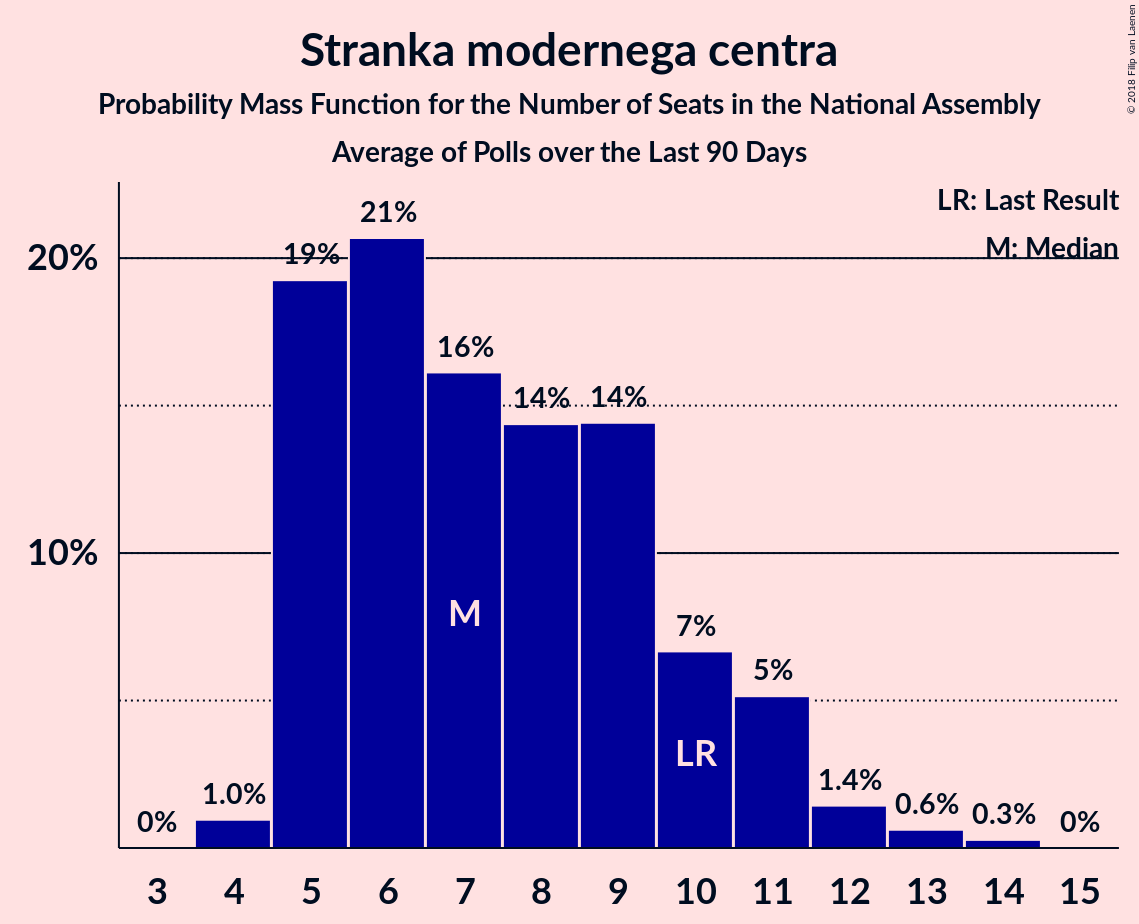 Stranka modernega centra
Probability Mass Function for the Number of Seats in the National Assembly
Average of Polls over the Last 90 Days
© 2018 Filip van Laenen
LR: Last Result
M: Median
20%
10%
0%
1.0%
19%
21%
16%
14%
14%
7%
5%
1.4%
0.6%
0.3%
0%
M
LR
3 4 5 6 7 8 9 10 11 12 13 14 15